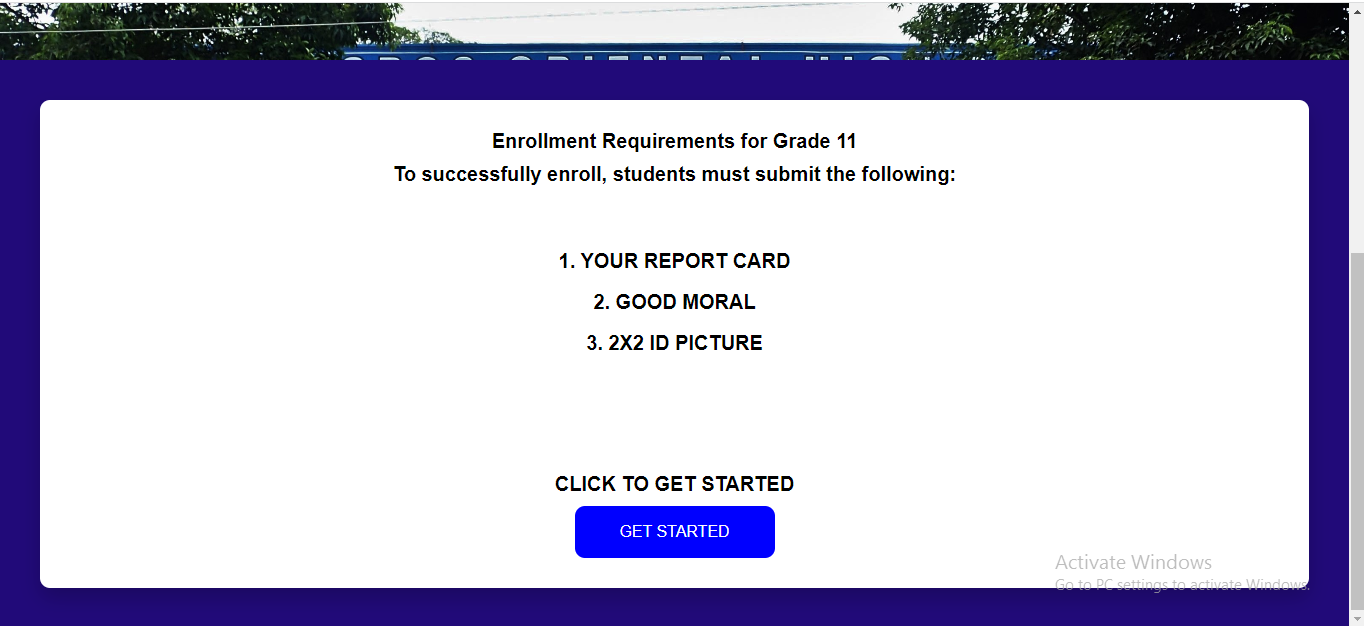 ORIENTAL
Enrollment Requirements for Grade 11
To successfully enroll, students must submit the following:
1. YOUR REPORT CARD
2. GOOD MORAL
3. 2X2 ID PICTURE
CLICK TO GET STARTED
GET STARTED
Activate Windows
Go to PC settings to activate Windows.